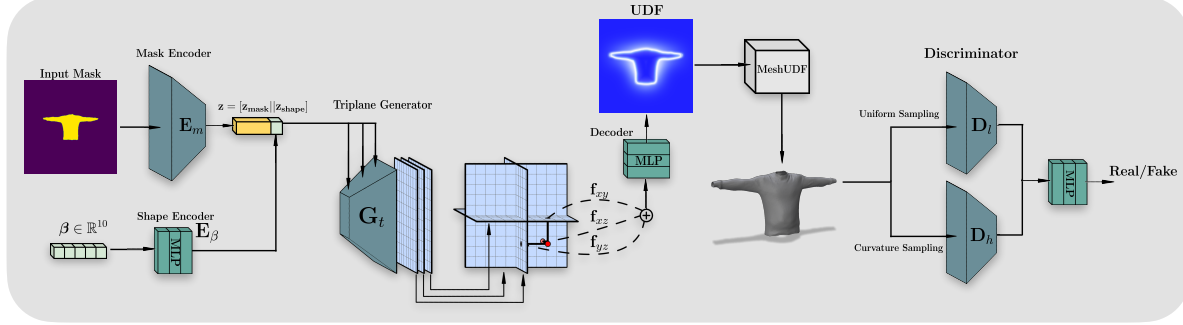 Input Mask
Mask Encoder
E_m
z = [z_mask||z_shape]
Triplane Generator
β ∈ ℝ^10
Shape Encoder
MLP
E_β
G_t
f_xy
f_xz
f_yz
UDF
Decoder
MLP
MeshUDF
Discriminator
Uniform Sampling
D_l
Curvature Sampling
D_h
MLP
Real/Fake